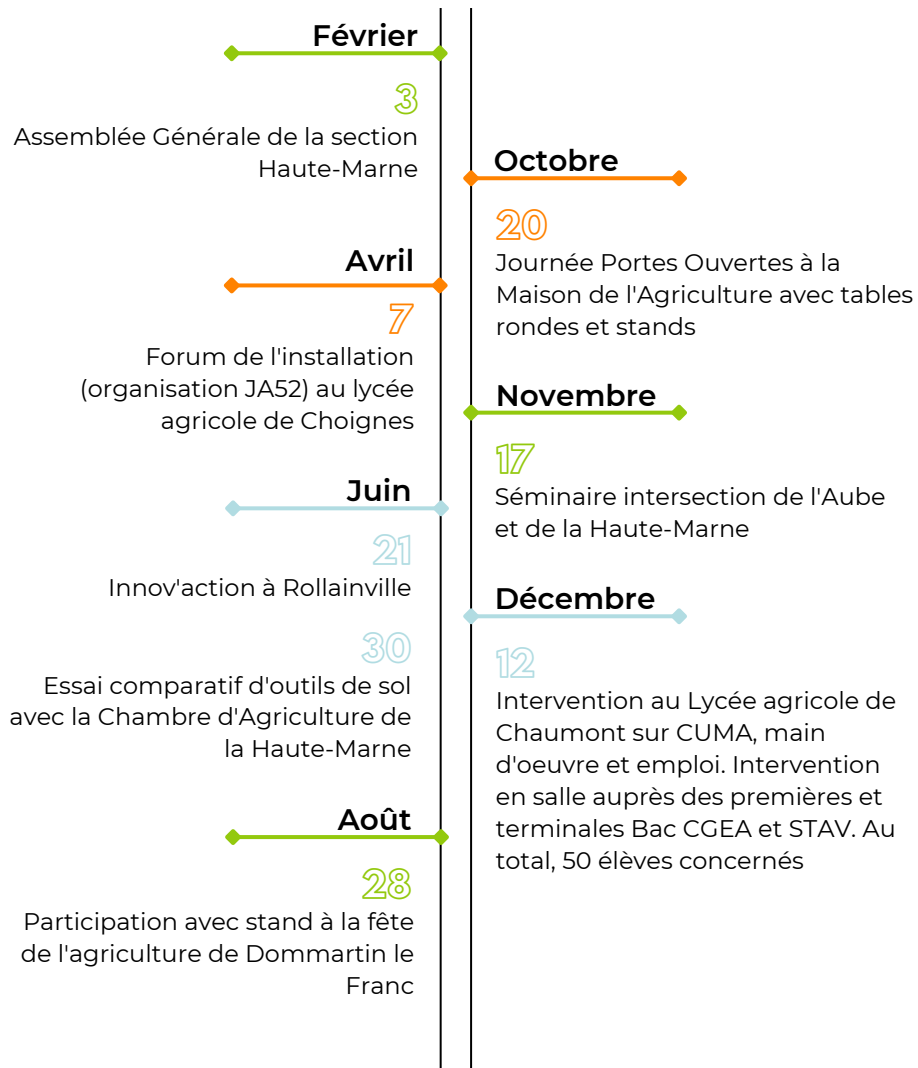 Février
3
Assemblée Générale de la section
Haute-Marne
Avril
7
Forum de l'installation
(organisation JA52) au lycée
agricole de Choignes
Juin
21
Innov'action à Rollainville
30
Essai comparatif d'outils de sol
avec la Chambre d'Agriculture de
la Haute-Marne
Août
28
Participation avec stand à la fête
de l'agriculture de Dommartin le
Franc
Octobre
20
Journée Portes Ouvertes à la
Maison de l'Agriculture avec tables
rondes et stands
Novembre
17
Séminaire intersection de l'Aube
et de la Haute-Marne
Décembre
12
Intervention au Lycée agricole de
Chaumont sur CUMA, main
d'oeuvre et emploi. Intervention
en salle auprès des premières et
terminales Bac CGEA et STAV. Au
total, 50 élèves concernés